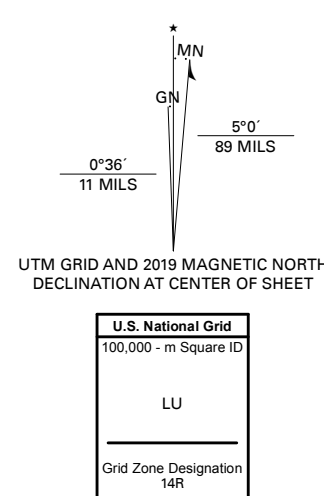 ★
MN
GN
5°0´
89 MILS
0°36´
11 MILS
UTM GRID AND 2019 MAGNETIC NORTH
DECLINATION AT CENTER OF SHEET
U.S. National Grid
100,000 - m Square ID
LU
Grid Zone Designation
14R